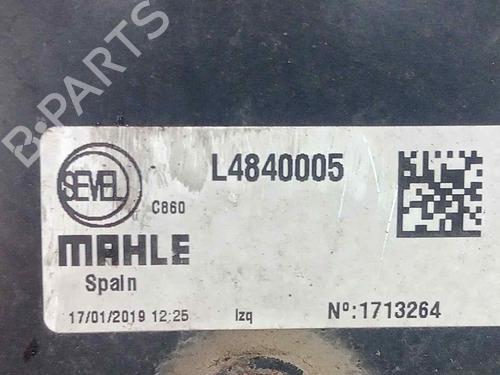 B-PARTS
L4840005
SEVEL
C860
MAHLE
Spain
17/01/2019 12:25 Izq Nº:1713264